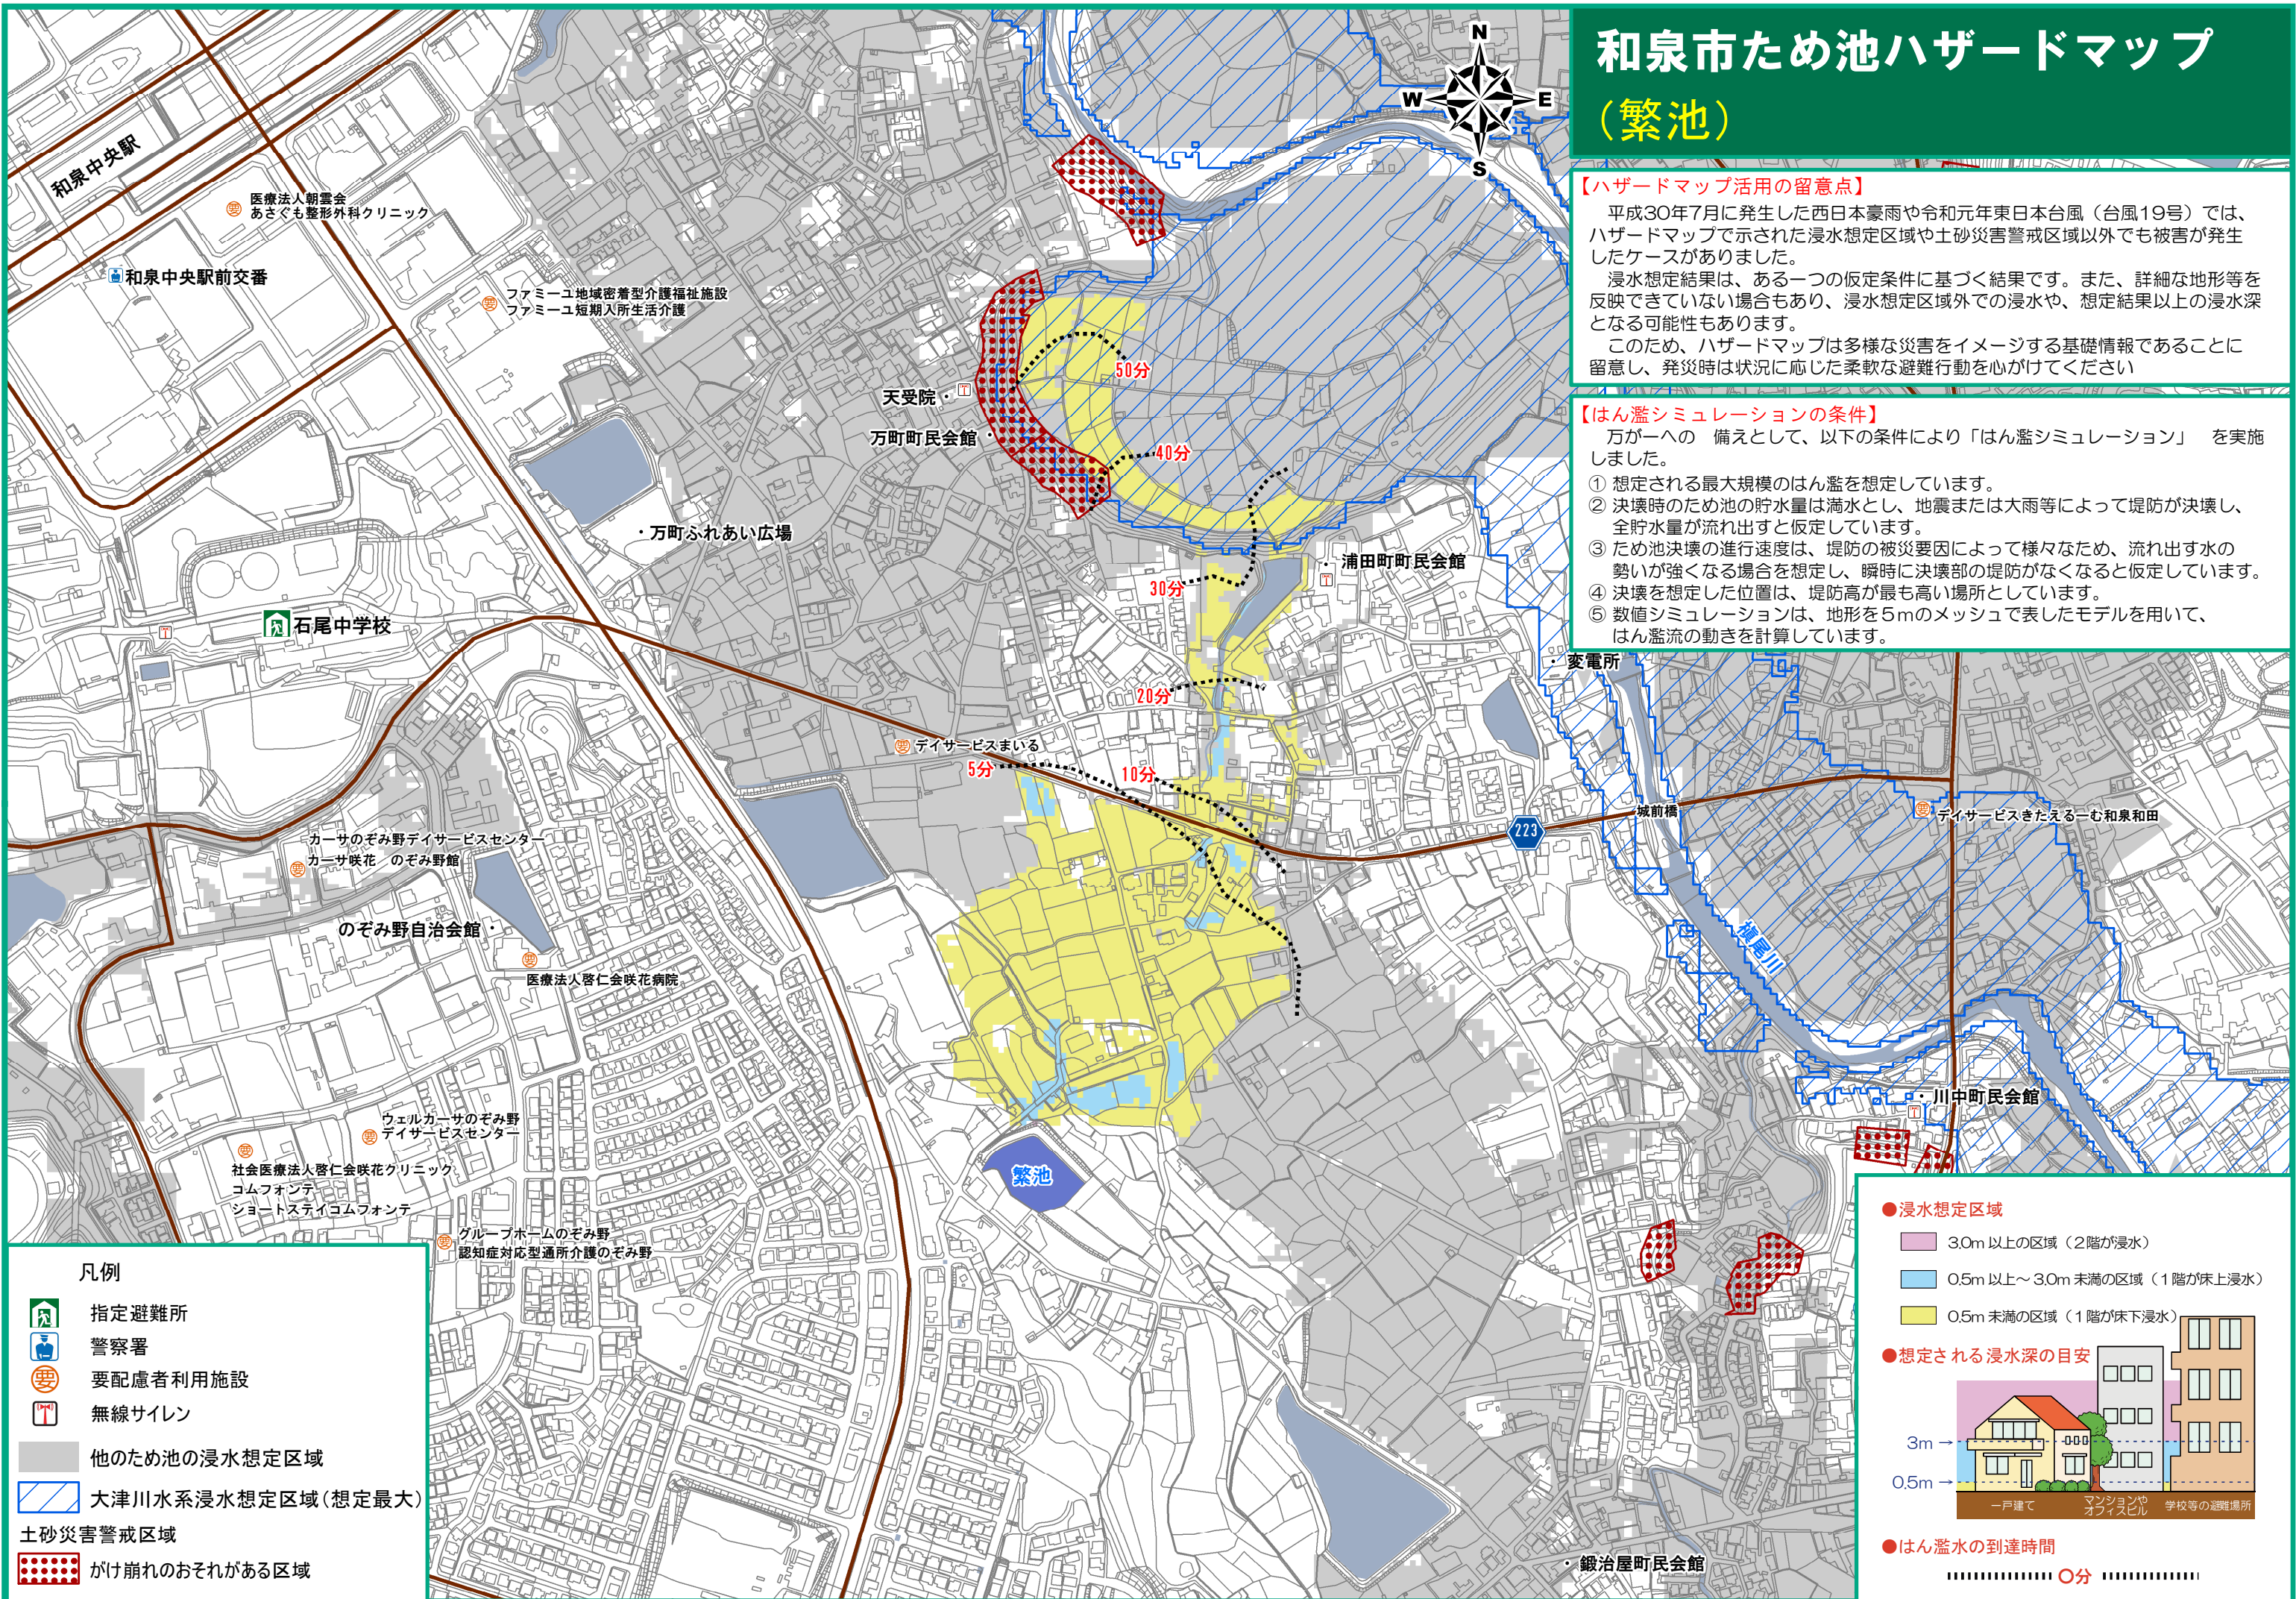 和泉市ため池ハザードマップ
（繁池）
N
W
E
S
【ハザードマップ活用の留意点】
平成30年7月に発生した西日本豪雨や令和元年東日本台風（台風19号）では、
ハザードマップで示された浸水想定区域や土砂災害警戒区域以外でも被害が発生
したケースがありました。
浸水想定結果は、ある一つの仮定条件に基づく結果です。また、詳細な地形等を
反映できていない場合もあり、浸水想定区域外での浸水や、想定結果以上の浸水深
となる可能性もあります。
このため、ハザードマップは多様な災害をイメージする基礎情報であることに
留意し、発災時は状況に応じた柔軟な避難行動を心がけてください
【はん濫シミュレーションの条件】
万が一への　備えとして、以下の条件により「はん濫シミュレーション」　を実施
しました。
① 想定される最大規模のはん濫を想定しています。
② 決壊時のため池の貯水量は満水とし、地震または大雨等によって堤防が決壊し、
全貯水量が流れ出すと仮定しています。
③ ため池決壊の進行速度は、堤防の被災要因によって様々なため、流れ出す水の
勢いが強くなる場合を想定し、瞬時に決壊部の堤防がなくなると仮定しています。
④ 決壊を想定した位置は、堤防高が最も高い場所としています。
⑤ 数値シミュレーションは、地形を５ｍのメッシュで表したモデルを用いて、
はん濫流の動きを計算しています。
和泉中央駅
要
医療法人朝雲会
あさぐも整形外科クリニック
和泉中央駅前交番
要
ファミーユ地域密着型介護福祉施設
ファミーユ短期入所生活介護
50分
天受院・
万町町民会館・
40分
・万町ふれあい広場
・浦田町町民会館
30分
石尾中学校
・変電所
20分
要
デイサービスまいる
5分
10分
223
城前橋
要
デイサービスきたえるーむ和泉和田
カーサのぞみ野デイサービスセンター
要
カーサ咲花　のぞみ野館
のぞみ野自治会館・
槇尾川
要
医療法人啓仁会咲花病院
・川中町民会館
要
ウェルカーサのぞみ野
デイサービスセンター
要
社会医療法人啓仁会咲花クリニック
コムフォンテ
ショートステイコムフォンテ
繁池
要
グループホームのぞみ野
認知症対応型通所介護のぞみ野
・鍛治屋町民会館
凡例
指定避難所
警察署
要
要配慮者利用施設
無線サイレン
他のため池の浸水想定区域
大津川水系浸水想定区域（想定最大）
土砂災害警戒区域
がけ崩れのおそれがある区域
●浸水想定区域
3.0m 以上の区域（２階が浸水）
0.5m 以上～3.0m 未満の区域（１階が床上浸水）
0.5m 未満の区域（１階が床下浸水）
●想定される浸水深の目安
3m→
0.5m→
一戸建て
マンションや
オフィスビル
学校等の避難場所
●はん濫水の到達時間
〇分